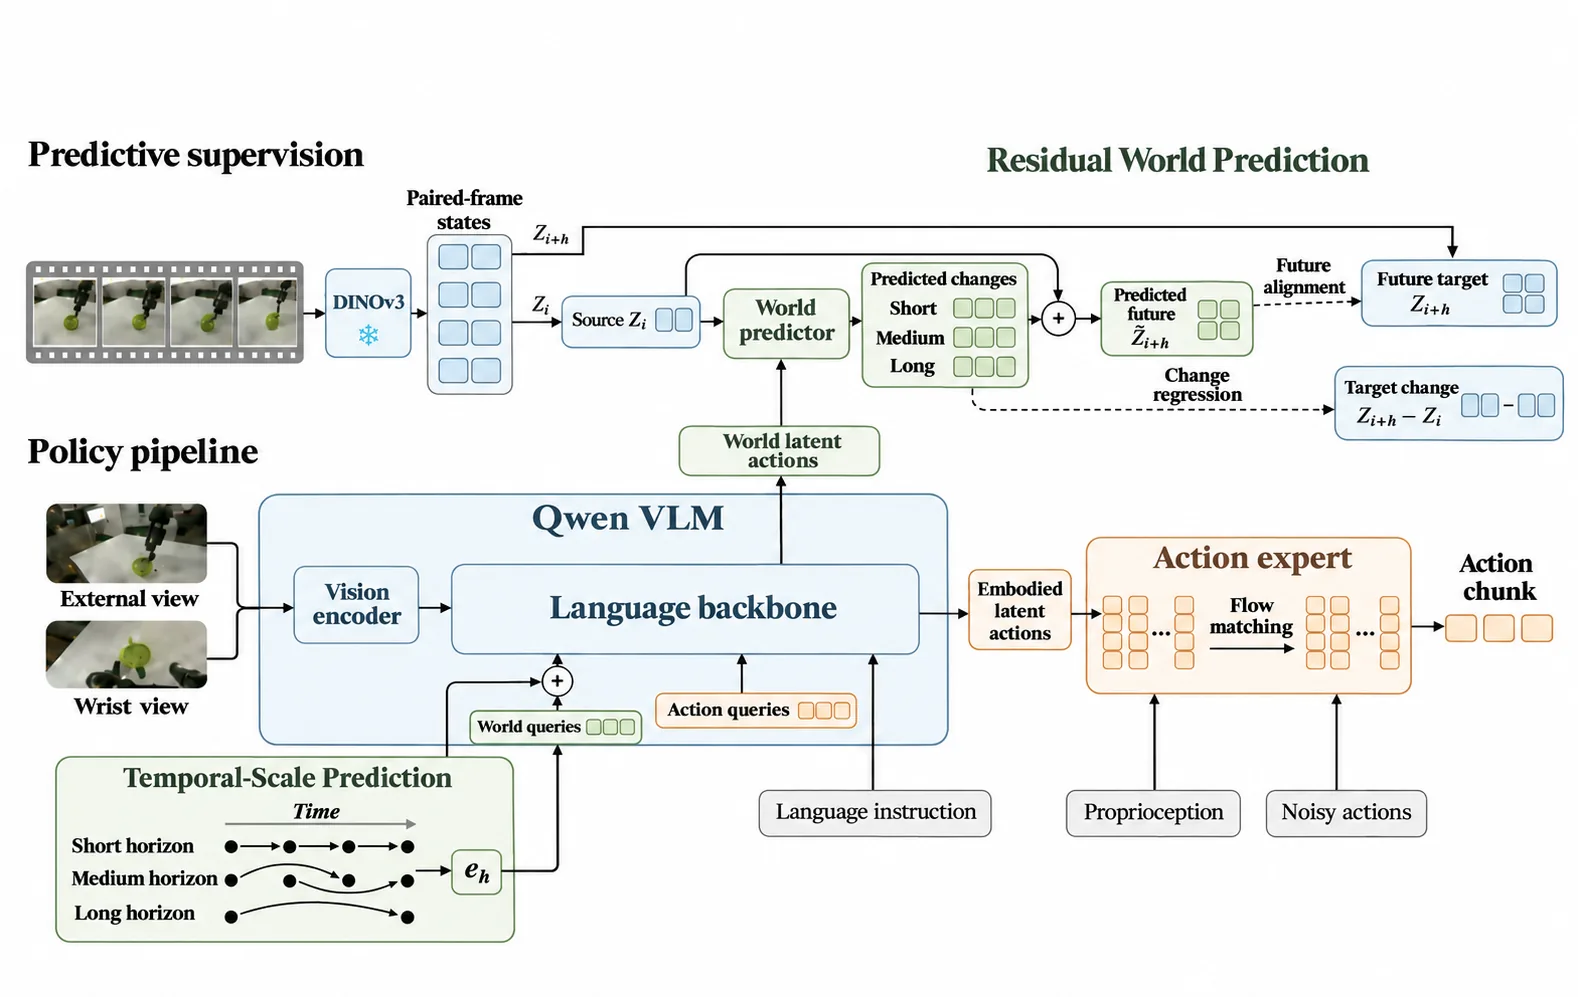 Predictive supervision
Residual World Prediction
Paired-frame
states
Z_{i+h}
Z_i
DINOv3
Source Z_i
World
predictor
Predicted changes
Short
Medium
Long
+
Predicted
future
Z̃_{i+h}
Future
alignment
Future target
Z_{i+h}
Change
regression
Target change
Z_{i+h} − Z_i
−
World latent
actions
Policy pipeline
External view
Wrist view
Qwen VLM
Vision
encoder
Language backbone
+
World queries
Action queries
Embodied
latent
actions
Action expert
...
Flow
matching
...
Action
chunk
Language instruction
Proprioception
Noisy actions
Temporal-Scale Prediction
Time
Short horizon
Medium horizon
Long horizon
e_h